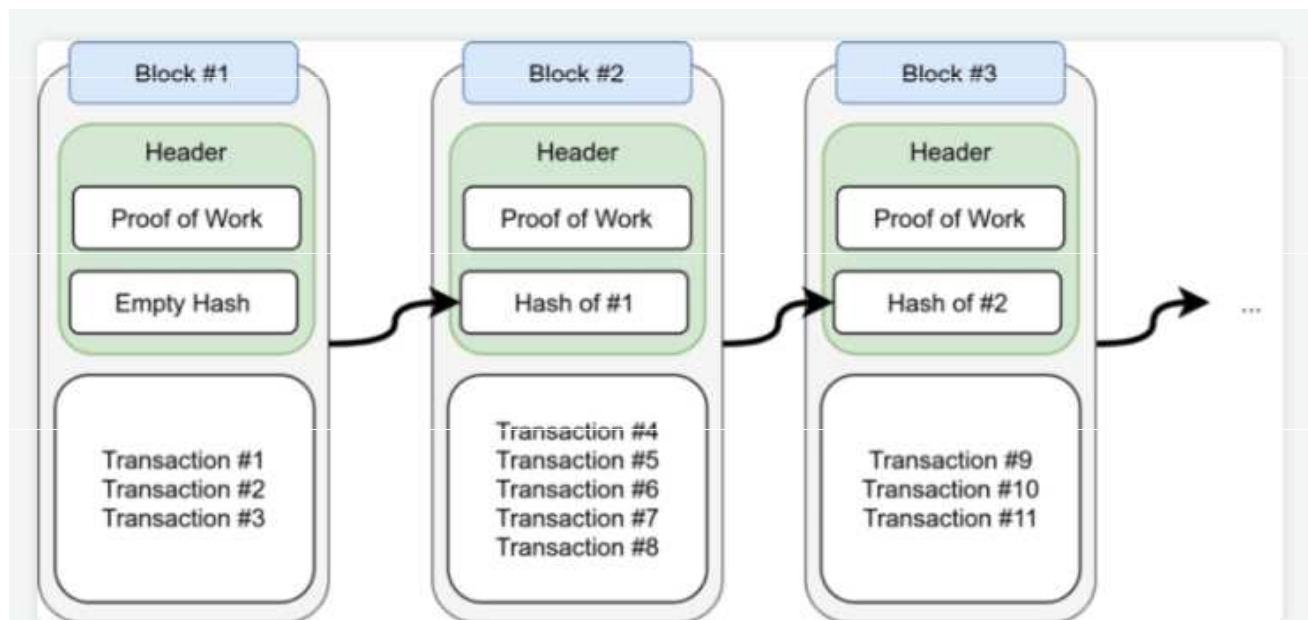 Block #1
Header
Proof of Work
Empty Hash
Transaction #1
Transaction #2
Transaction #3
Block #2
Header
Proof of Work
Hash of #1
Transaction #4
Transaction #5
Transaction #6
Transaction #7
Transaction #8
Block #3
Header
Proof of Work
Hash of #2
Transaction #9
Transaction #10
Transaction #11
...